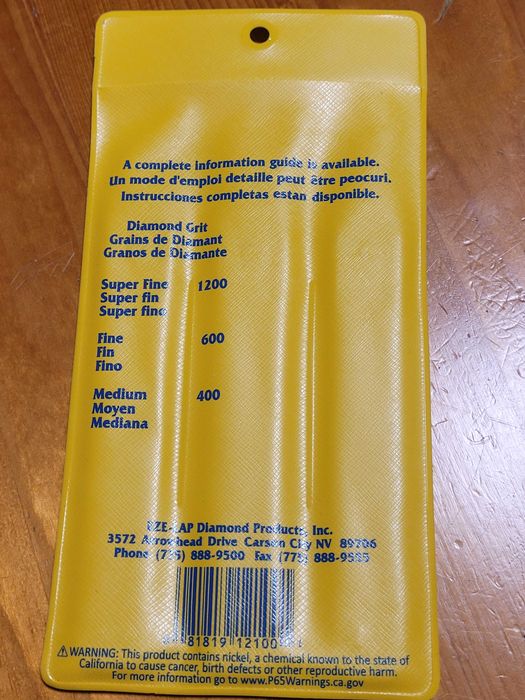 A complete information guide is available.
Un mode d'emploi detaille peut être peocuri.
Instrucciones completas estan disponible.
Diamond Grit
Grains de Diamant
Granos de Diamante
Super Fine 1200
Super fin
Super fino
Fine 600
Fin
Fino
Medium 400
Moyen
Mediana
EZE-LAP Diamond Products, Inc.
3572 Arrowhead Drive Carson City NV 89706
Phone (775) 888-9500 Fax (775) 888-9555
81819 12100
⚠WARNING: This product contains nickel, a chemical known to the state of
California to cause cancer, birth defects or other reproductive harm.
For more information go to www.P65Warnings.ca.gov